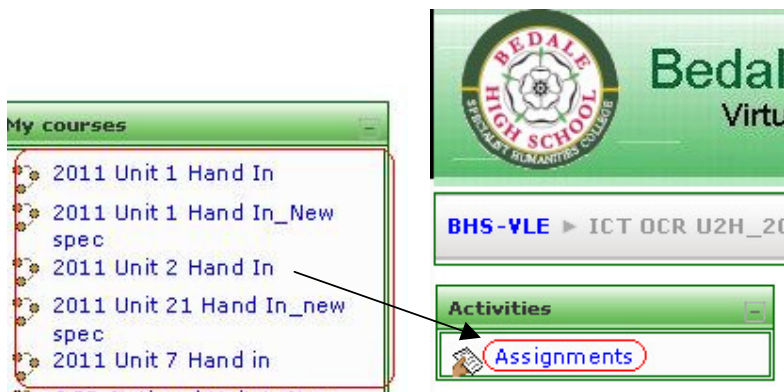 My courses
2011 Unit 1 Hand In
2011 Unit 1 Hand In_New
spec
2011 Unit 2 Hand In
2011 Unit 21 Hand In_new
spec
2011 Unit 7 Hand in
BEDALE
HIGH SCHOOL
SPECIALIST HUMANITIES COLLEGE
Bedal
Virtu
BHS-VLE ► ICT OCR U2H_20
Activities
Assignments